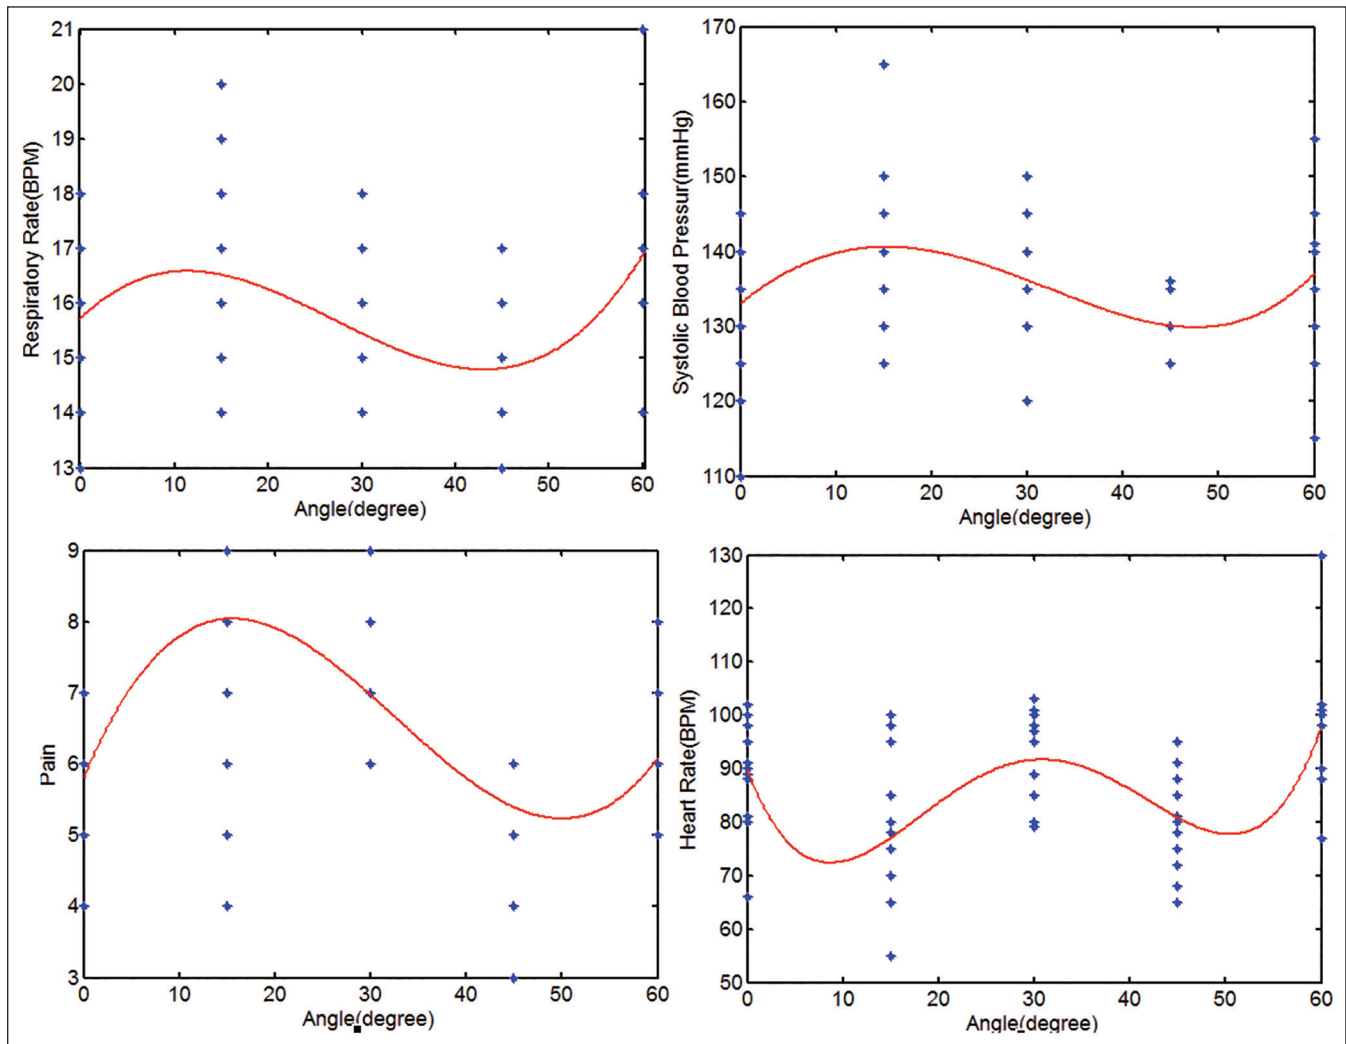 21
20
19
18
17
16
15
14
13
Respiratory Rate(BPM)
0 10 20 30 40 50 60
Angle(degree)
170
160
150
140
130
120
110
Systolic Blood Pressur(mmHg)
0 10 20 30 40 50 60
Angle(degree)
9
8
7
6
5
4
3
Pain
0 10 20 30 40 50 60
Angle(degree)
130
120
110
100
90
80
70
60
50
Heart Rate(BPM)
0 10 20 30 40 50 60
Angle(degree)